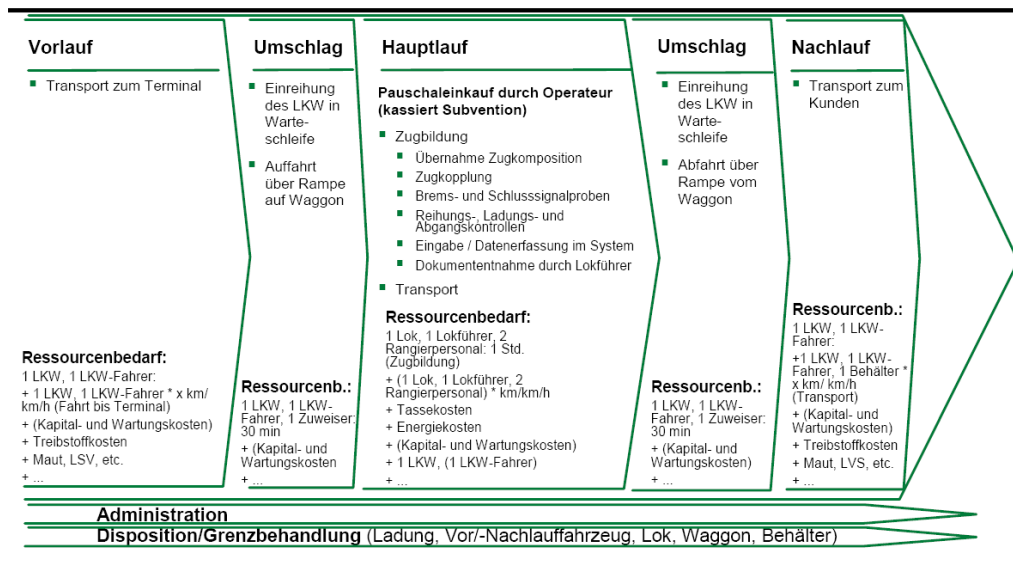 Vorlauf
Transport zum Terminal
Ressourcenbedarf:
1 LKW, 1 LKW-Fahrer:
+ 1 LKW, 1 LKW-Fahrer * x km/
km/h (Fahrt bis Terminal)
+ (Kapital- und Wartungskosten)
+ Treibstoffkosten
+ Maut, LSV, etc.
+ ...
Umschlag
Einreihung
des LKW in
Warte-
schleife
Auffahrt
über Rampe
auf Waggon
Ressourcenb.:
1 LKW, 1 LKW-
Fahrer, 1 Zuweiser:
30 min
+ (Kapital- und
Wartungskosten
+ ...
Hauptlauf
Pauschaleinkauf durch Operateur
(kassiert Subvention)
Zugbildung
Übernahme Zugkomposition
Zugkopplung
Brems- und Schlusssignalproben
Reihungs-, Ladungs- und
Abgangskontrollen
Eingabe / Datenerfassung im System
Dokumententnahme durch Lokführer
Transport
Ressourcenbedarf:
1 Lok, 1 Lokführer, 2
Rangierpersonal: 1 Std.
(Zugbildung)
+ (1 Lok, 1 Lokführer, 2
Rangierpersonal) * km/km/h
+ Tassekosten
+ Energiekosten
+ (Kapital- und Wartungskosten)
+ 1 LKW, (1 LKW-Fahrer)
+ ...
Umschlag
Einreihung
des LKW in
Warte-
schleife
Abfahrt über
Rampe vom
Waggon
Ressourcenb.:
1 LKW, 1 LKW-
Fahrer, 1 Zuweiser:
30 min
+ (Kapital- und
Wartungskosten)
+ ...
Nachlauf
Transport zum
Kunden
Ressourcenb.:
1 LKW, 1 LKW-
Fahrer:
+1 LKW, 1 LKW-
Fahrer, 1 Behälter *
x km/ km/h
(Transport)
+ (Kapital- und
Wartungskosten)
+ Treibstoffkosten
+ Maut, LVS, etc.
+ ...
Administration
Disposition/Grenzbehandlung (Ladung, Vor/-Nachlauffahrzeug, Lok, Waggon, Behälter)